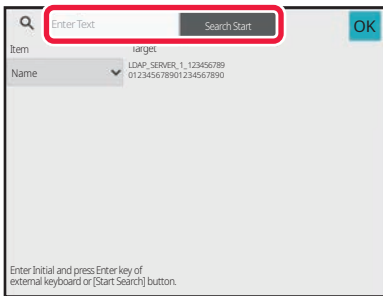 Enter Text Search Start OK
Item Target
Name LDAP_SERVER_1_123456789
012345678901234567890
Enter Initial and press Enter key of
external keyboard or [Start Search] button.